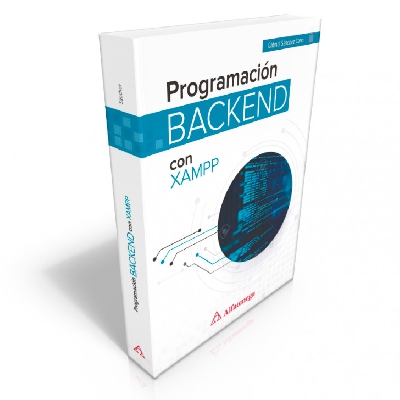 Programación
BACKEND
con
XAMPP
Alfaomega
Programación BACKEND con XAMPP